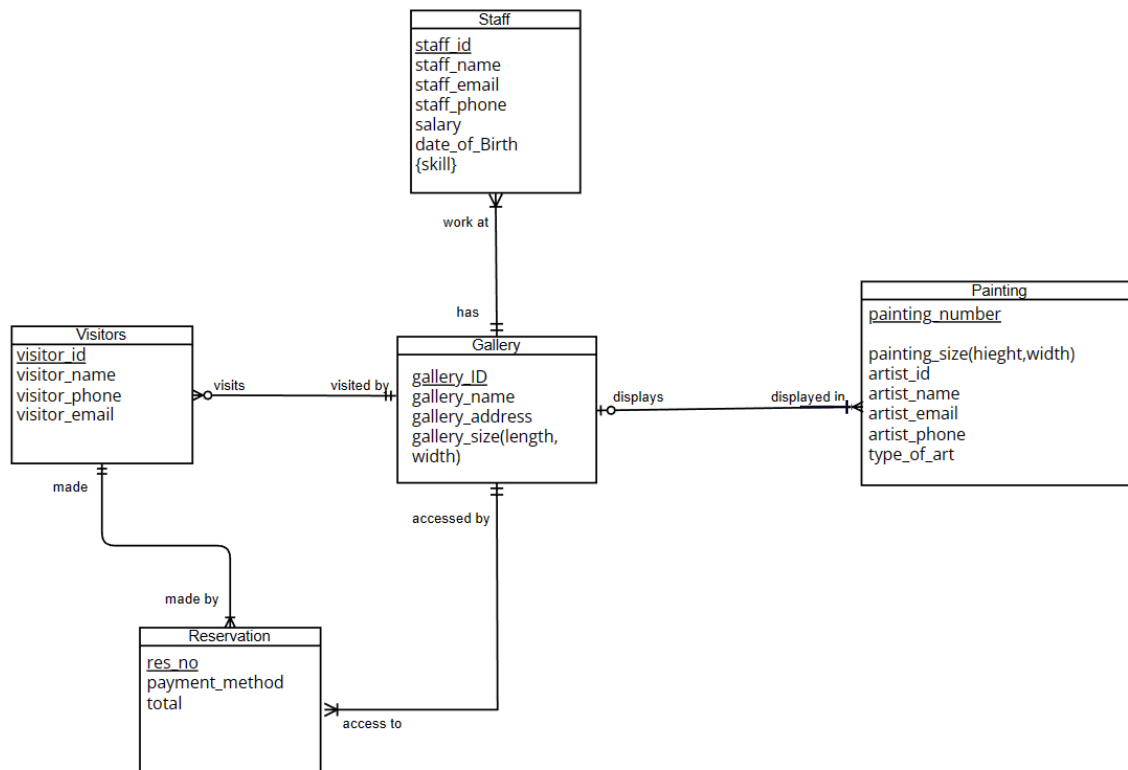 Staff
staff_id
staff_name
staff_email
staff_phone
salary
date_of_Birth
{skill}
work at
has
Painting
painting_number
painting_size(hieght,width)
artist_id
artist_name
artist_email
artist_phone
type_of_art
Visitors
visitor_id
visitor_name
visitor_phone
visitor_email
visits
visited by
Gallery
gallery_ID
gallery_name
gallery_address
gallery_size(length,
width)
displays
displayed in
made
accessed by
made by
Reservation
res_no
payment_method
total
access to